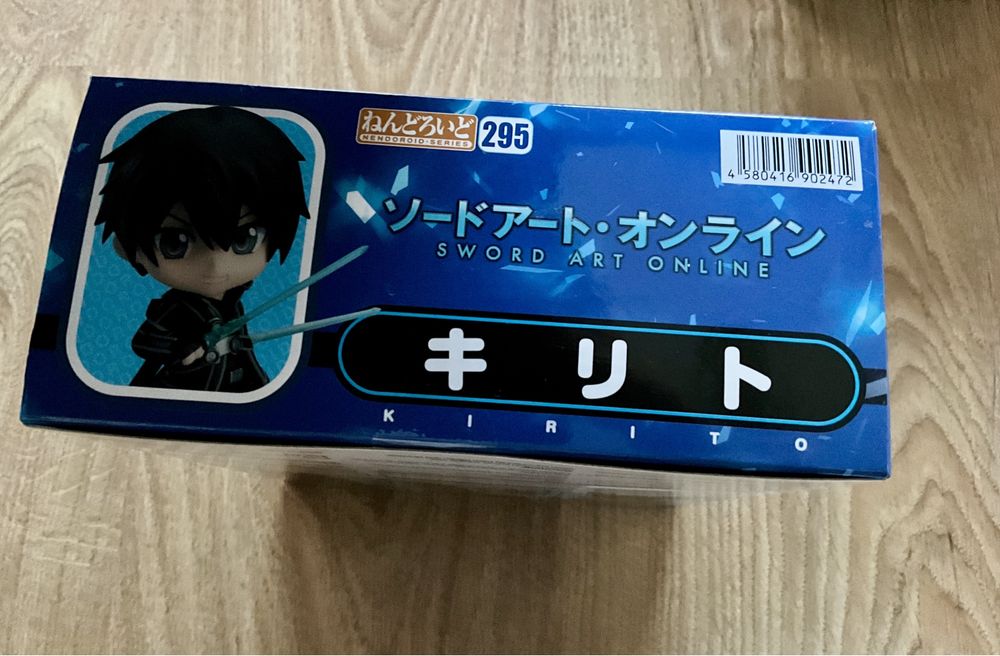 ねんどろいど
NENDOROID·SERIES
295
4 580416 902472
ソードアート・オンライン
SWORD ART ONLINE
キリト
KIRITO